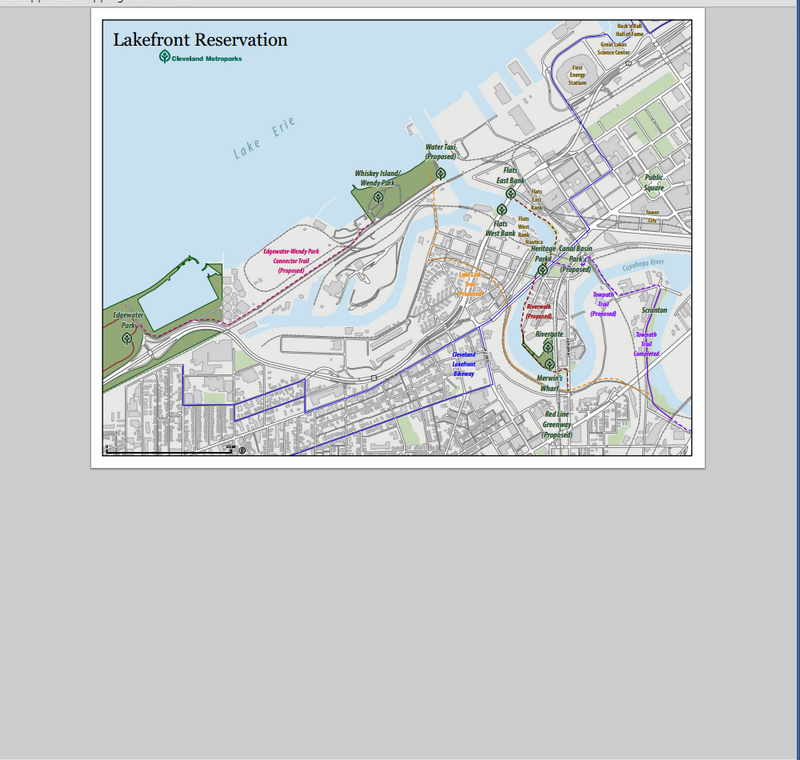 Lakefront Reservation
Cleveland Metroparks
Rock'n'Roll
Hall of Fame
Great Lakes
Science Center
First
Energy
Stadium
Lake Erie
Water Taxi
(Proposed)
Whiskey Island/
Wendy Park
Flats
East Bank
Flats
East
Bank
Public
Square
Tower
City
Flats
West Bank
Flats
West
Bank
Nautica
Edgewater-Wendy Park
Connector Trail
(Proposed)
Heritage
Park
Canal Basin
Park
(Proposed)
Cuyahoga River
Trail
(Proposed)
Towpath
Trail
(Proposed)
Edgewater
Park
Riverwalk
(Proposed)
Scranton
Rivergate
Towpath
Trail
Completed
Cleveland
Lakefront
Bikeway
Merwin's
Wharf
Red Line
Greenway
(Proposed)